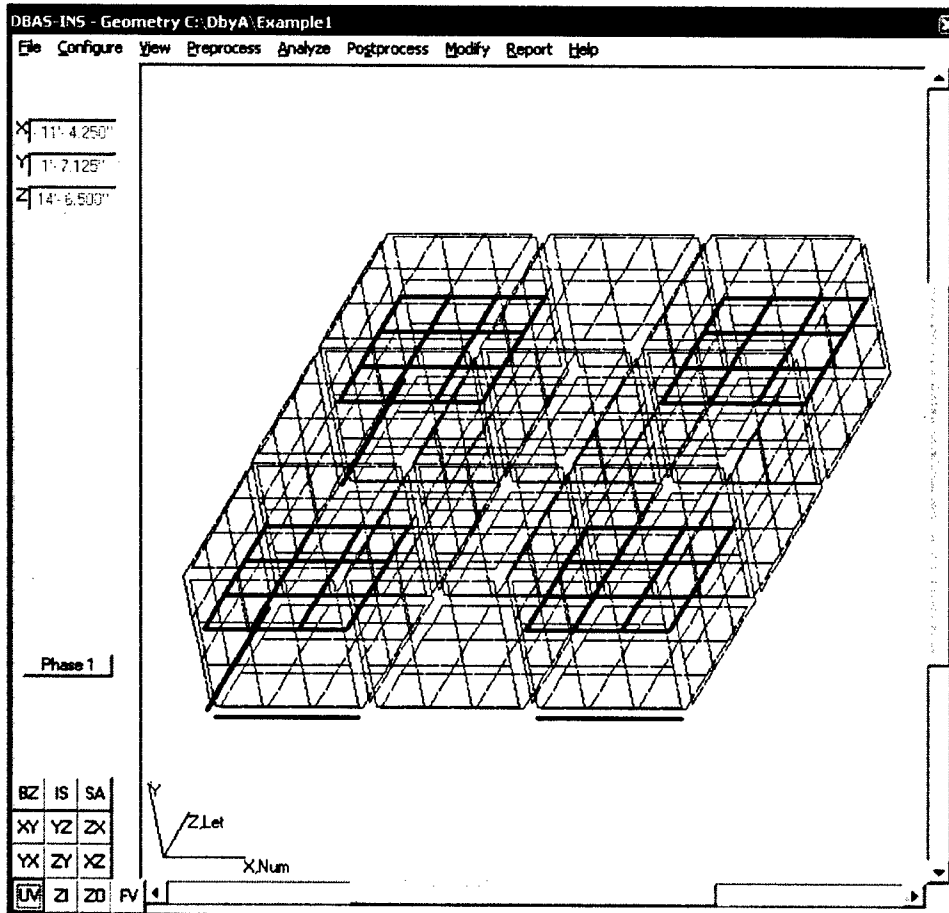 DBAS-INS - Geometry C:\DbyA\Example1
File Configure View Preprocess Analyze Postprocess Modify Report Help
X -11'- 4.250"
Y 1'- 7.125"
Z 14'- 6.500"
Phase 1
BZ IS SA
XY YZ ZX
YX ZY XZ
UV ZI ZO FV
Y
Z,Let
X,Num